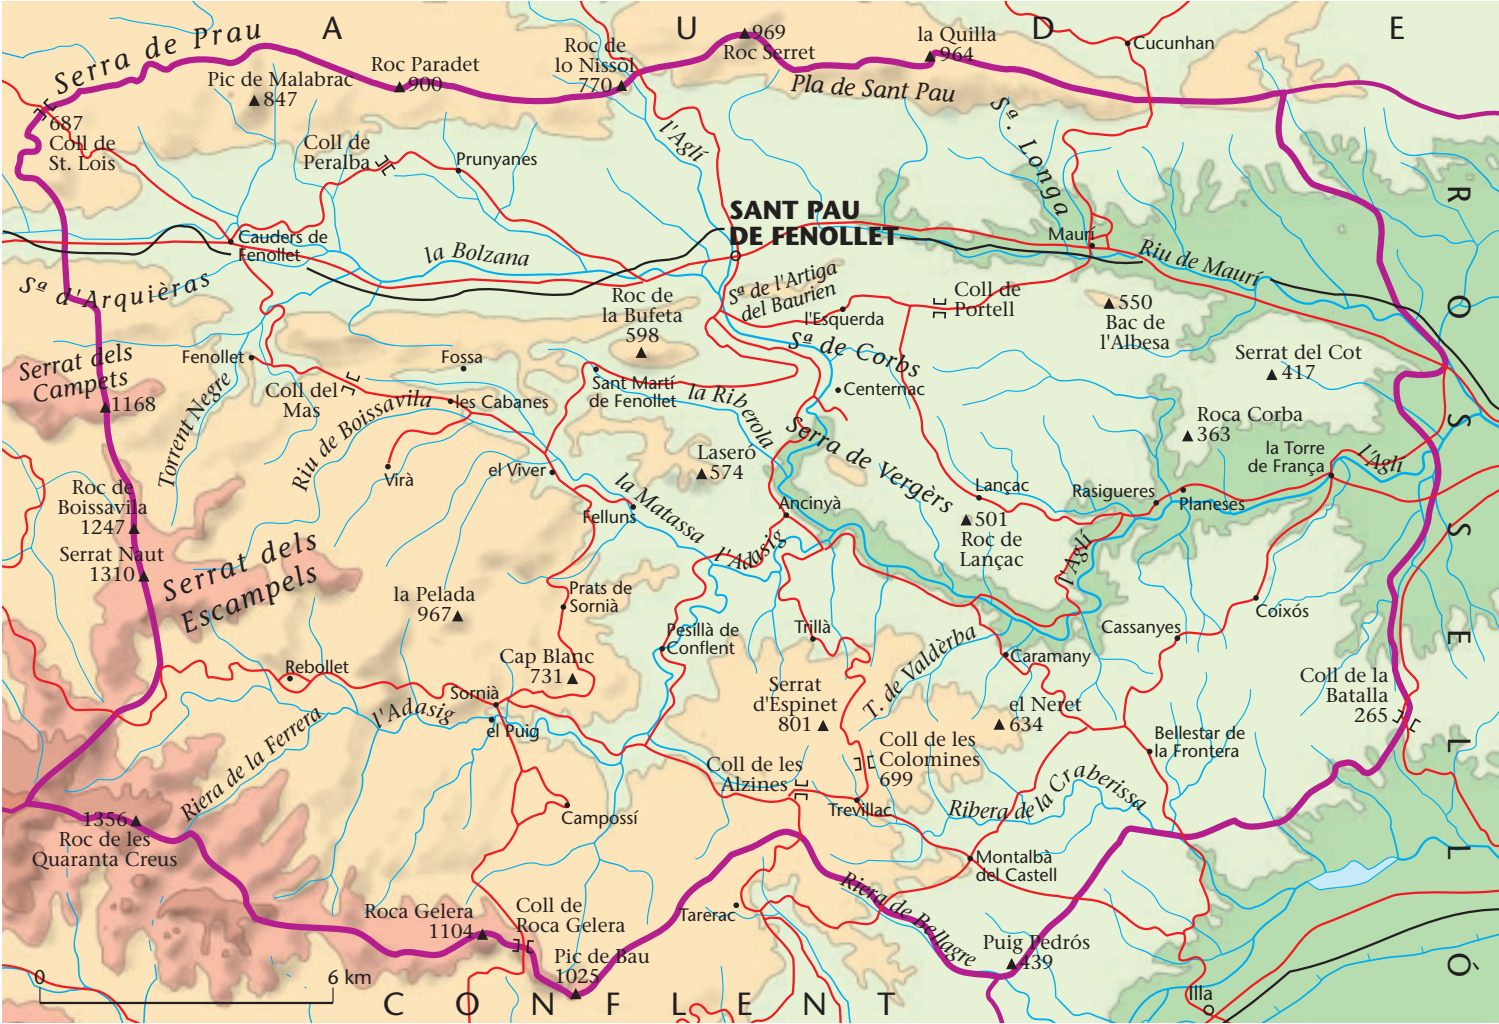 A U D E
Serra de Prau
Pic de Malabrac
847
Roc Paradet
900
Roc de
lo Nissòl
770
969
Roc Serret
la Quilla
964
Cucunhan
Pla de Sant Pau
687
Coll de
St. Lois
Coll de
Peralba
Prunyanes
l'Aglí
Sª. Longa
SANT PAU
DE FENOLLET
Cauders de
Fenollet
la Bolzana
Maurí
Riu de Maurí
Sª d'Arquièras
Sª de l'Artiga
del Baurien
Roc de
la Bufeta
598
l'Esquerda
Coll de
Portell
550
Bac de
l'Albesa
Serrat dels
Campets
1168
Fenollet
Fossa
Sª de Corbs
Serrat del Cot
417
Coll del
Mas
les Cabanes
Sant Martí
de Fenollet
la Riberola
Centernac
Roca Corba
363
Torrent Negre
Riu de Boissavila
Virà
el Viver
Laseró
574
Serra de Vergèrs
la Torre
de França
l'Aglí
Roc de
Boissavila
1247
Felluns
la Matassa
Ancinyà
Lançac
Rasigueres
Planeses
501
Roc de
Lançac
Serrat Naut
1310
Serrat dels
Escampels
l'Adasig
l'Aglí
la Pelada
967
Prats de
Sornià
Coixós
Pesillà de
Conflent
Trillà
Cassanyes
T. de Valdèrba
Caramany
Rebollet
Cap Blanc
731
Serrat
d'Espinet
801
Coll de la
Batalla
265
Sornià
el Puig
l'Adasig
el Neret
634
Riera de la Ferrera
Coll de les
Colomines
699
Bellestar de
la Frontera
Coll de les
Alzines
Trevillac
Ribera de la Craberissa
1356
Roc de les
Quaranta Creus
Campossí
Montalbà
del Castell
Roca Gelera
1104
Coll de
Roca Gelera
Tarerac
Riera de Bellagre
Pic de Bau
1025
Puig Pedrós
439
Illa
0 6 km
C O N F L E N T
R O S S E L L Ó